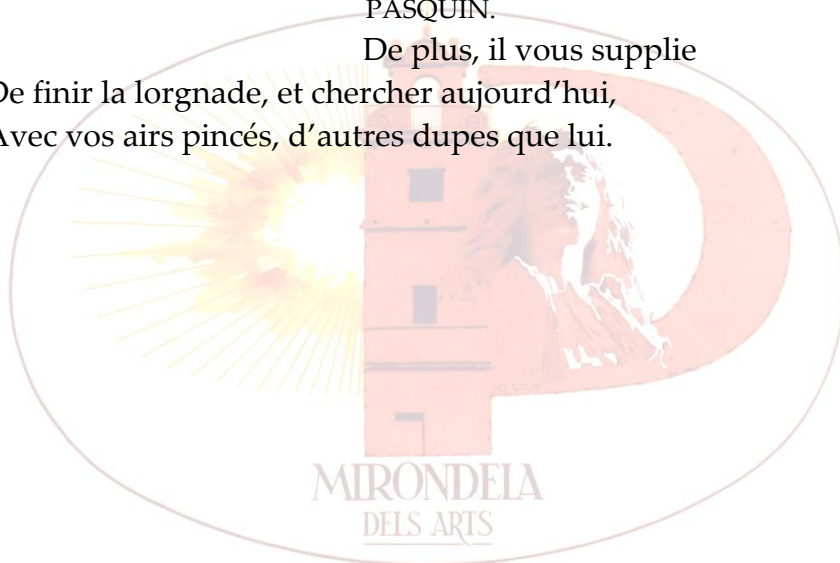 PASQUIN.
De plus, il vous supplie
De finir la lorgnade, et chercher aujourd’hui,
Avec vos airs pincés, d’autres dupes que lui.
MIRONDELA
DELS ARTS